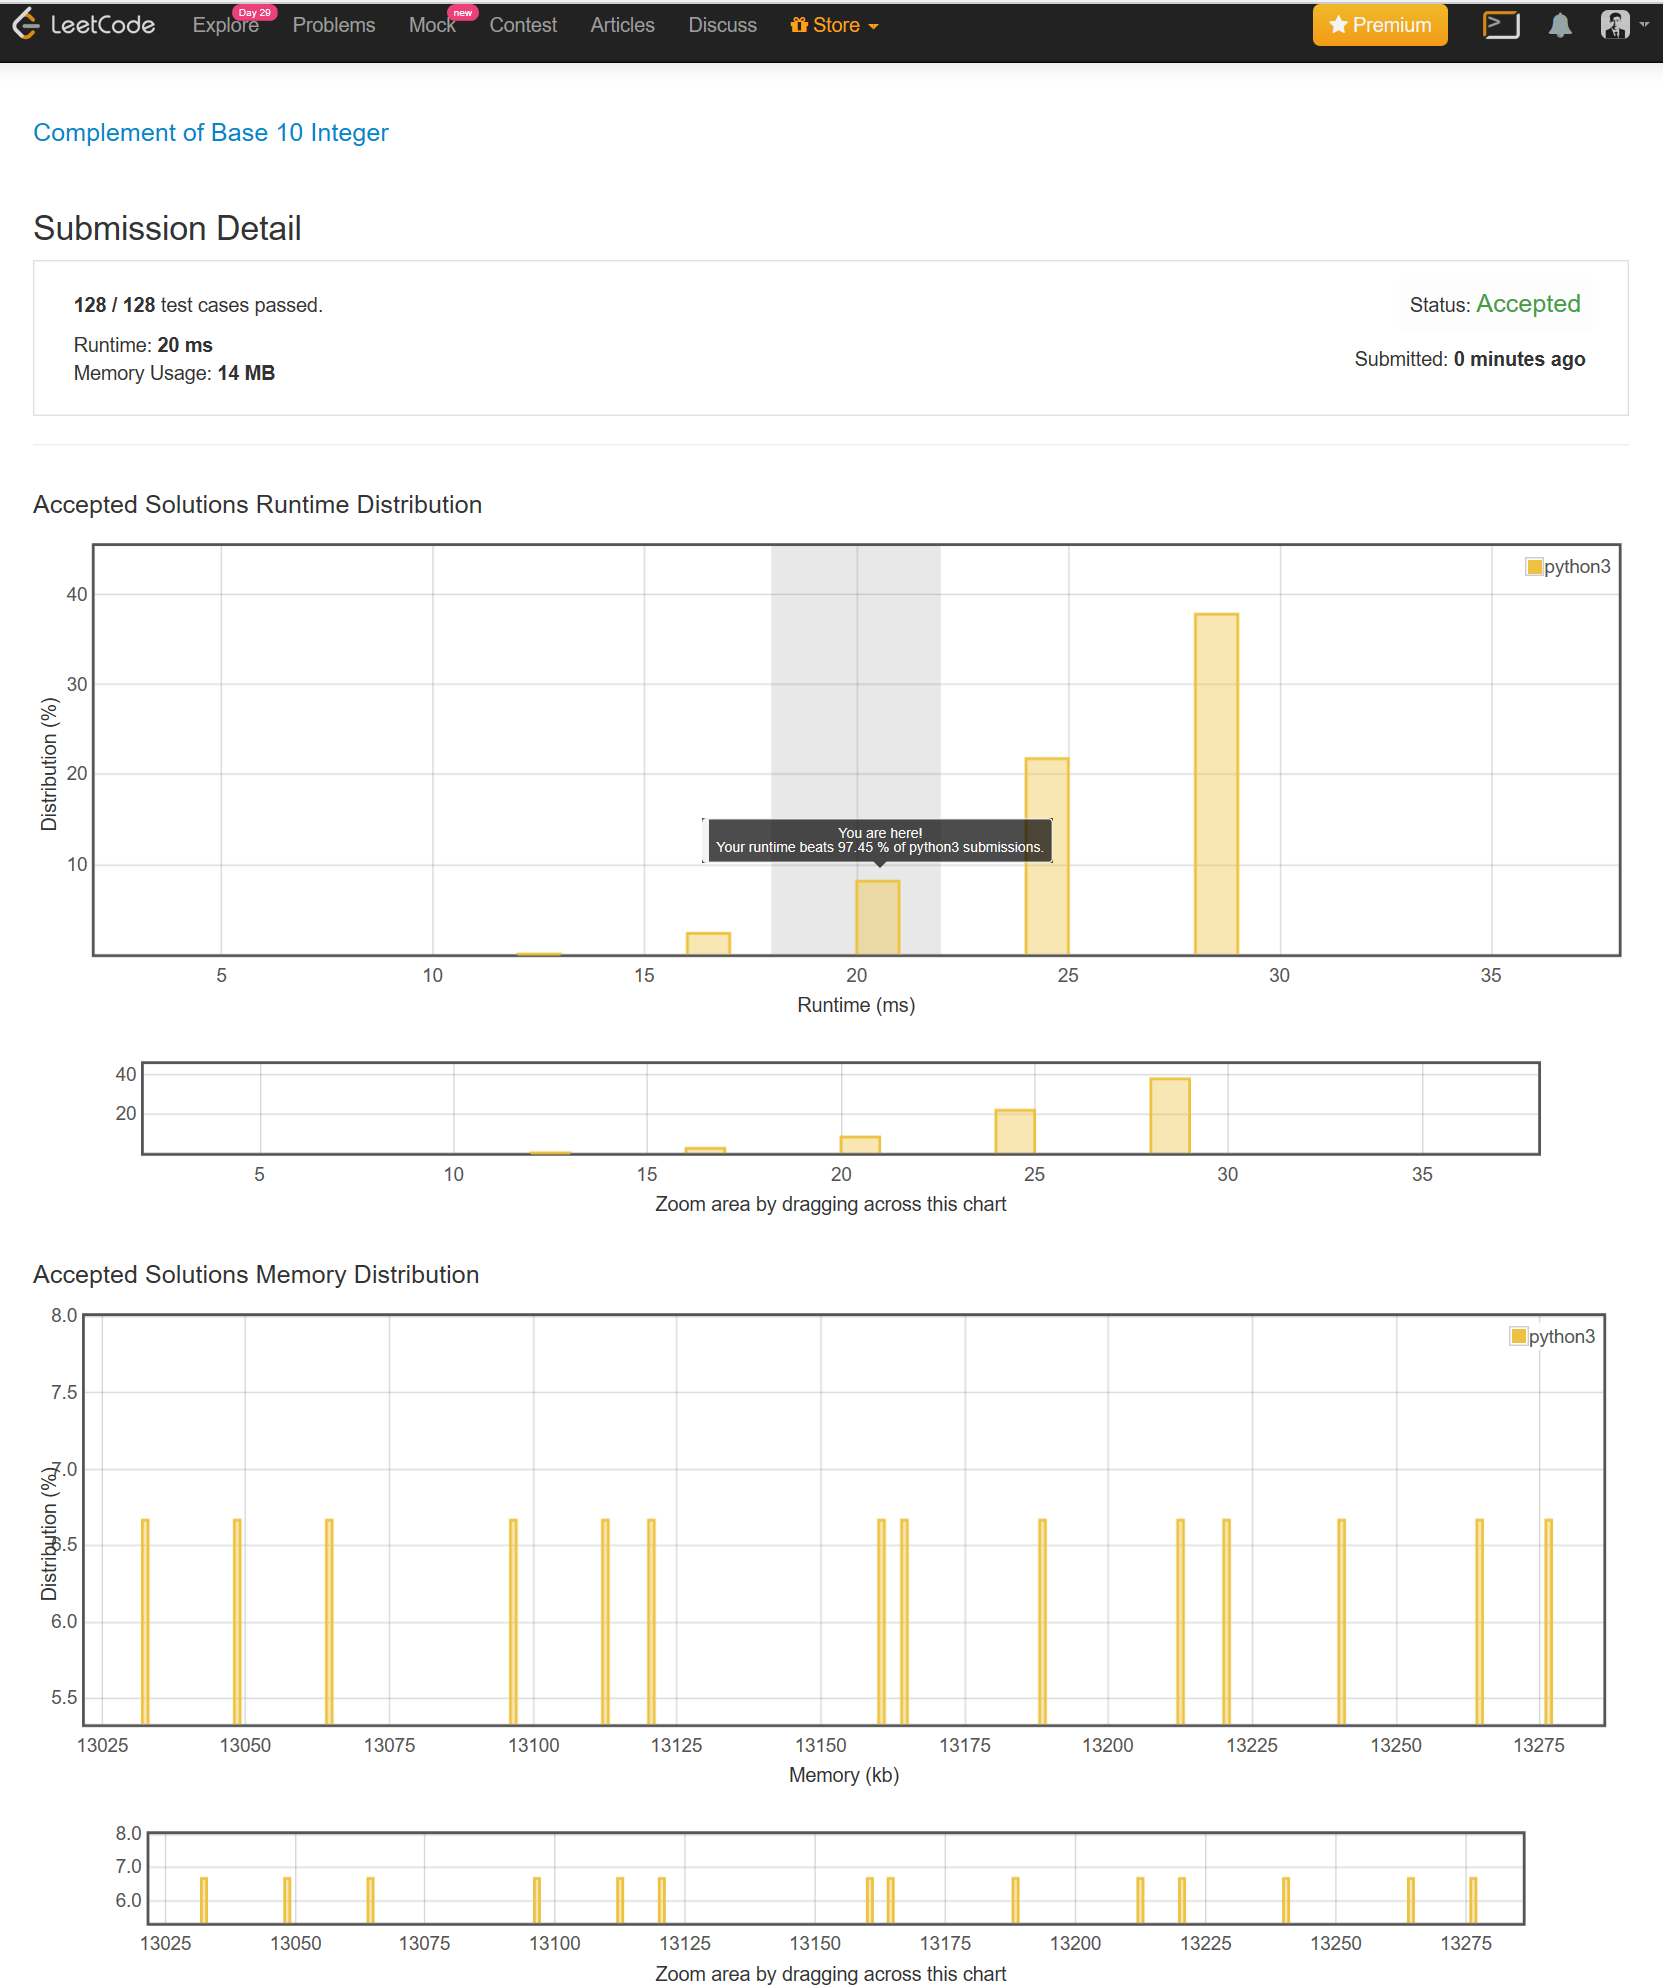 LeetCode Explore Day 29 Problems Mock new Contest Articles Discuss Store Premium
Complement of Base 10 Integer
Submission Detail
128 / 128 test cases passed.
Status: Accepted
Runtime: 20 ms
Submitted: 0 minutes ago
Memory Usage: 14 MB
Accepted Solutions Runtime Distribution
python3
Distribution (%)
40
30
20
10
You are here!
Your runtime beats 97.45 % of python3 submissions.
5 10 15 20 25 30 35
Runtime (ms)
40
20
5 10 15 20 25 30 35
Zoom area by dragging across this chart
Accepted Solutions Memory Distribution
python3
Distribution (%)
8.0
7.5
7.0
6.5
6.0
5.5
13025 13050 13075 13100 13125 13150 13175 13200 13225 13250 13275
Memory (kb)
8.0
7.0
6.0
13025 13050 13075 13100 13125 13150 13175 13200 13225 13250 13275
Zoom area by dragging across this chart